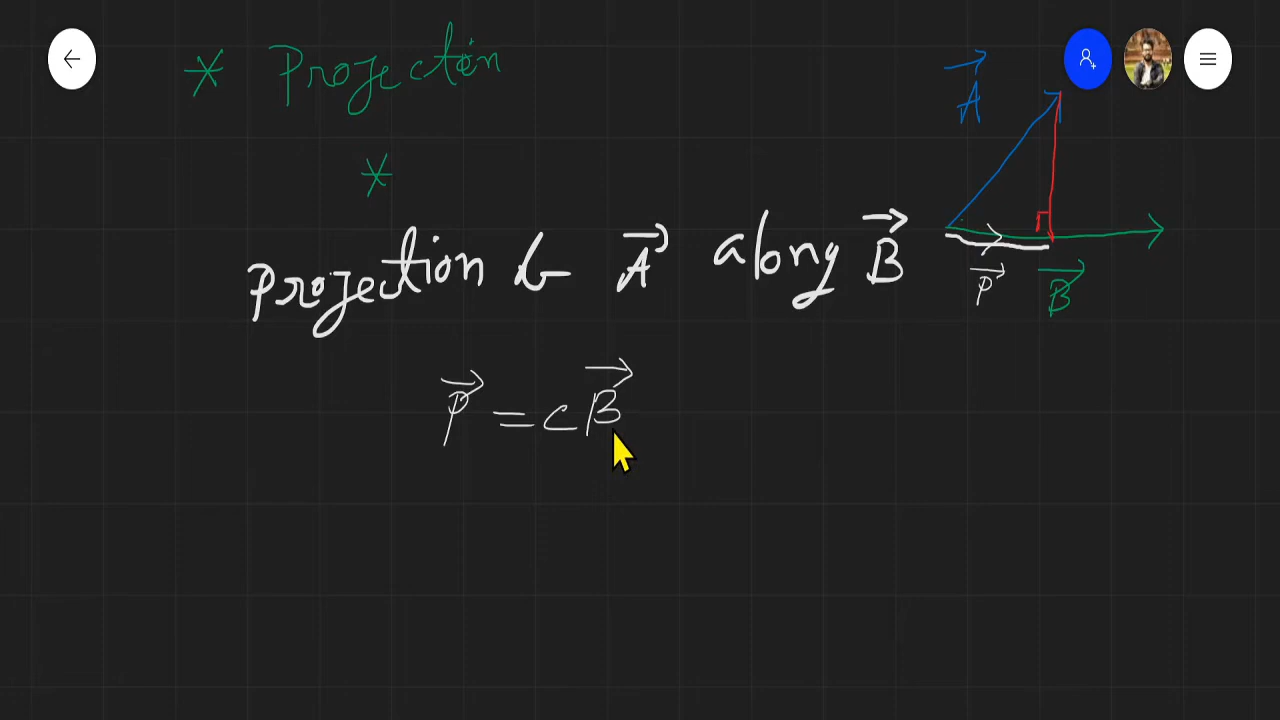 * Projection
*
Projection of A⃗ along B⃗
P⃗ = cB⃗
A⃗
P⃗
B⃗